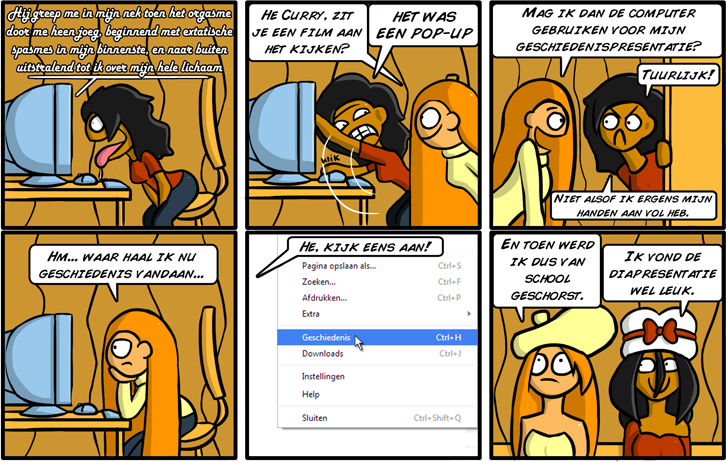 Hij greep me in mijn nek toen het orgasme
door me heen joeg, beginnend met extatische
spasmes in mijn binnenste, en naar buiten
uitstralend tot ik over mijn hele lichaam
HE CURRY, ZIT
JE EEN FILM AAN
HET KIJKEN?
HET WAS
EEN POP-UP
KLIK
MAG IK DAN DE COMPUTER
GEBRUIKEN VOOR MIJN
GESCHIEDENISPRESENTATIE?
TUURLIJK!
NIET ALSOF IK ERGENS MIJN
HANDEN AAN VOL HEB.
HM... WAAR HAAL IK NU
GESCHIEDENIS VANDAAN...
HE, KIJK EENS AAN!
Pagina opslaan als... Ctrl+S
Zoeken... Ctrl+F
Afdrukken... Ctrl+P
Extra
Geschiedenis Ctrl+H
Downloads Ctrl+J
Instellingen
Help
Sluiten Ctrl+Shift+Q
EN TOEN WERD
IK DUS VAN
SCHOOL
GESCHORST.
IK VOND DE
DIAPRESENTATIE
WEL LEUK.